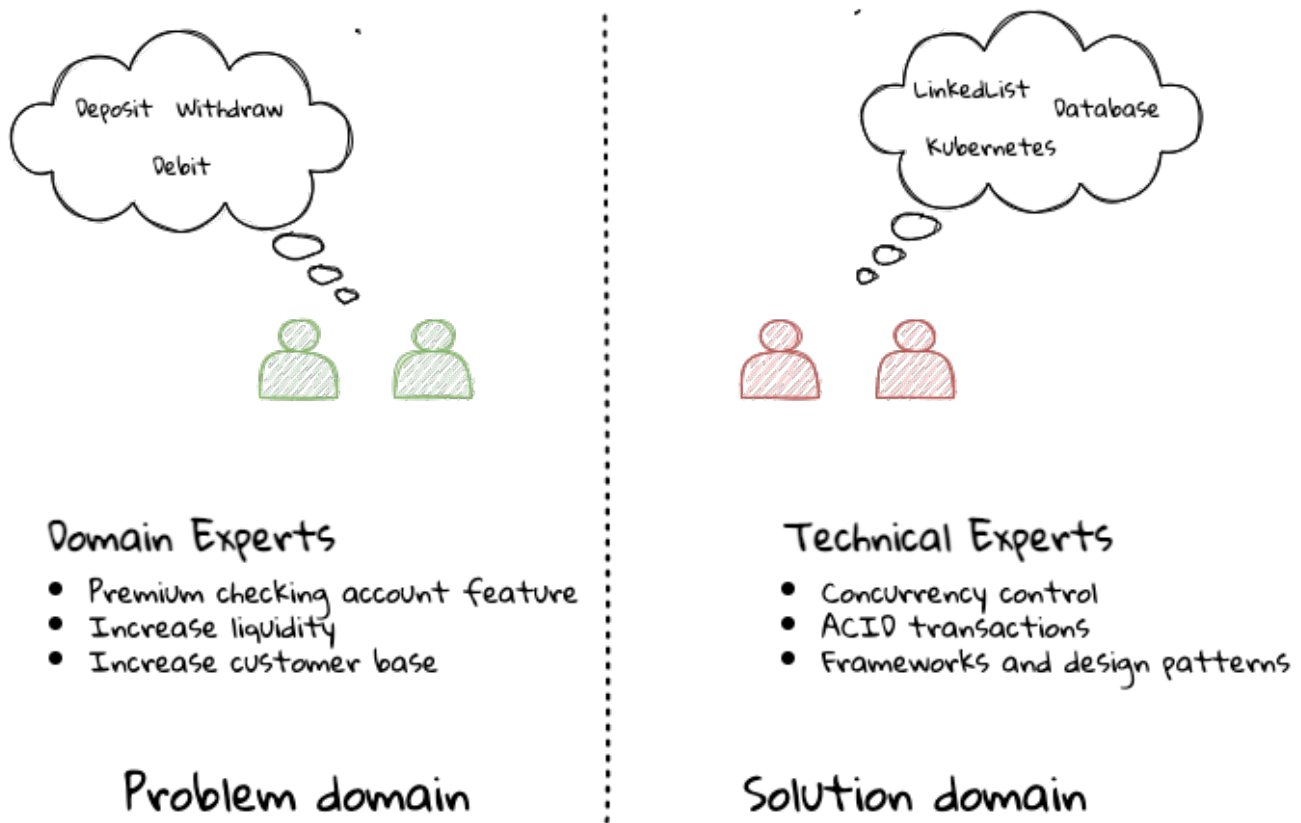 Deposit Withdraw
Debit
LinkedList
Database
Kubernetes
Domain Experts
• Premium checking account feature
• Increase liquidity
• Increase customer base
Problem domain
Technical Experts
• Concurrency control
• ACID transactions
• Frameworks and design patterns
Solution domain